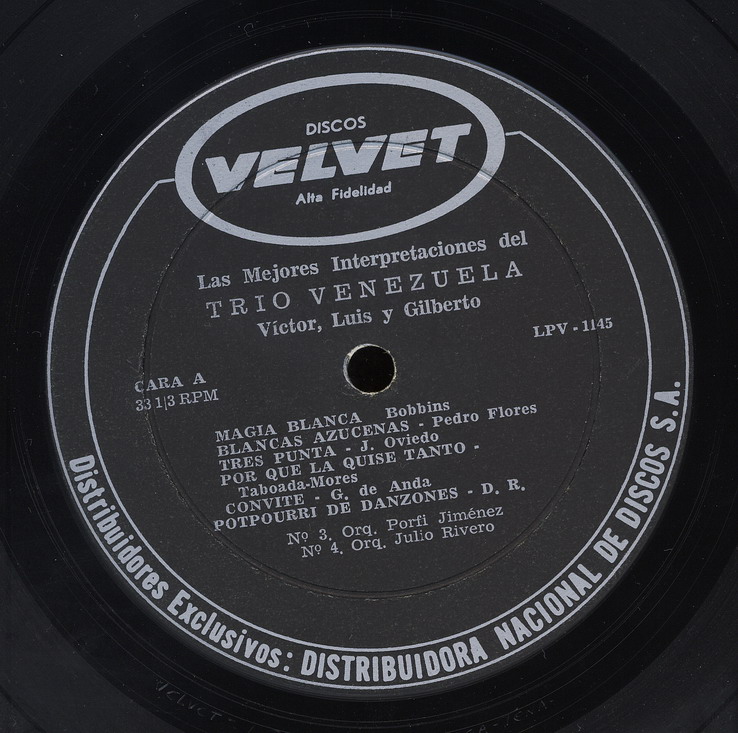 DISCOS
VELVET
Alta Fidelidad
Las Mejores Interpretaciones del
TRIO VENEZUELA
Víctor, Luis y Gilberto
LPV - 1145
CARA A
33 1|3 RPM
MAGIA BLANCA Bobbins
BLANCAS AZUCENAS - Pedro Flores
TRES PUNTA - J. Oviedo
POR QUE LA QUISE TANTO -
Taboada-Mores
CONVITE - G. de Anda
POTPOURRI DE DANZONES - D. R.
Nº 3. Orq. Porfi Jiménez
Nº 4. Orq. Julio Rivero
Distribuidores Exclusivos: DISTRIBUIDORA NACIONAL DE DISCOS S.A.
VELVET